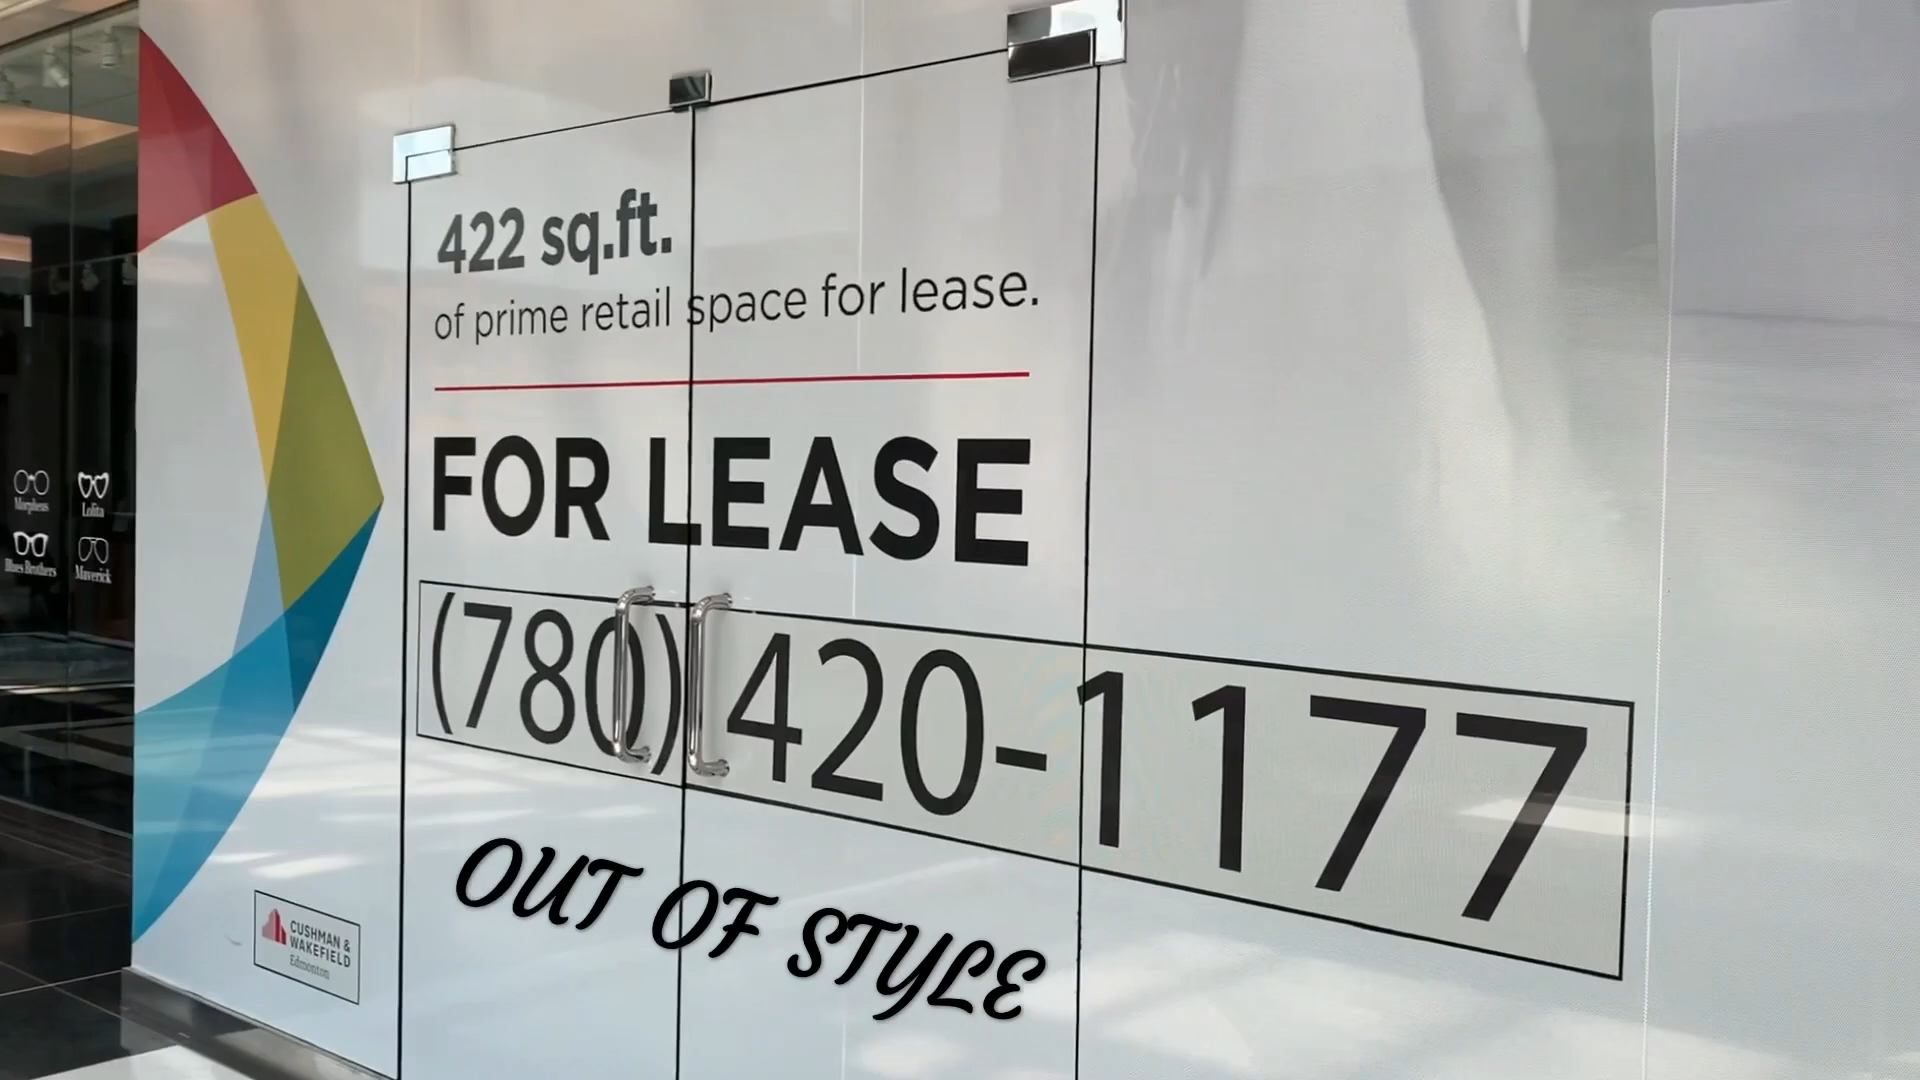 422 sq.ft.
of prime retail space for lease.
FOR LEASE
(780) 420-1177
OUT OF STYLE
CUSHMAN &
WAKEFIELD
Edmonton
Morpheus
Lolita
Blues Brothers
Maverick